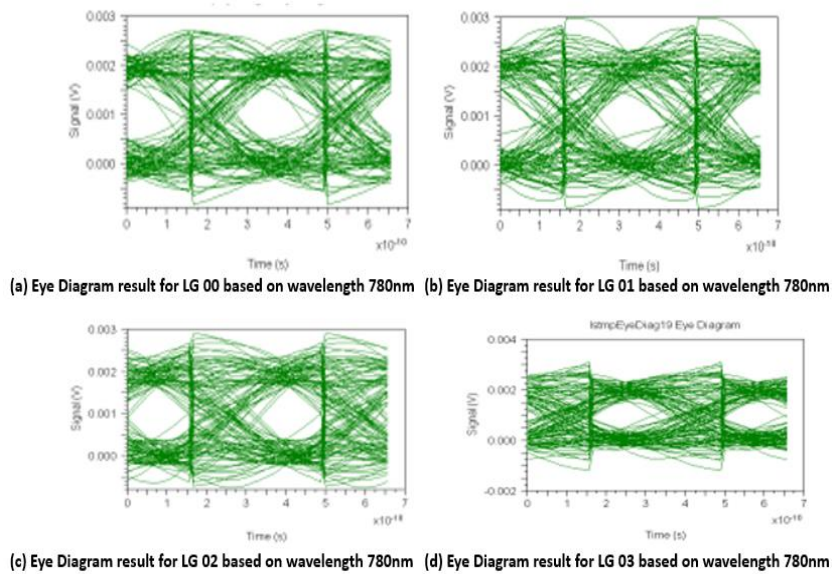 0.003
0.002
0.001
0.000
Signal (V)
0 1 2 3 4 5 6 7
x10-10
Time (s)
(a) Eye Diagram result for LG 00 based on wavelength 780nm
0.003
0.002
0.001
0.000
Signal (V)
0 1 2 3 4 5 6 7
x10-10
Time (s)
(b) Eye Diagram result for LG 01 based on wavelength 780nm
0.003
0.002
0.001
0.000
Signal (V)
0 1 2 3 4 5 6 7
x10-10
Time (s)
(c) Eye Diagram result for LG 02 based on wavelength 780nm
lstmpEyeDiag19 Eye Diagram
0.004
0.002
0.000
-0.002
Signal (V)
0 1 2 3 4 5 6 7
x10-10
Time (s)
(d) Eye Diagram result for LG 03 based on wavelength 780nm